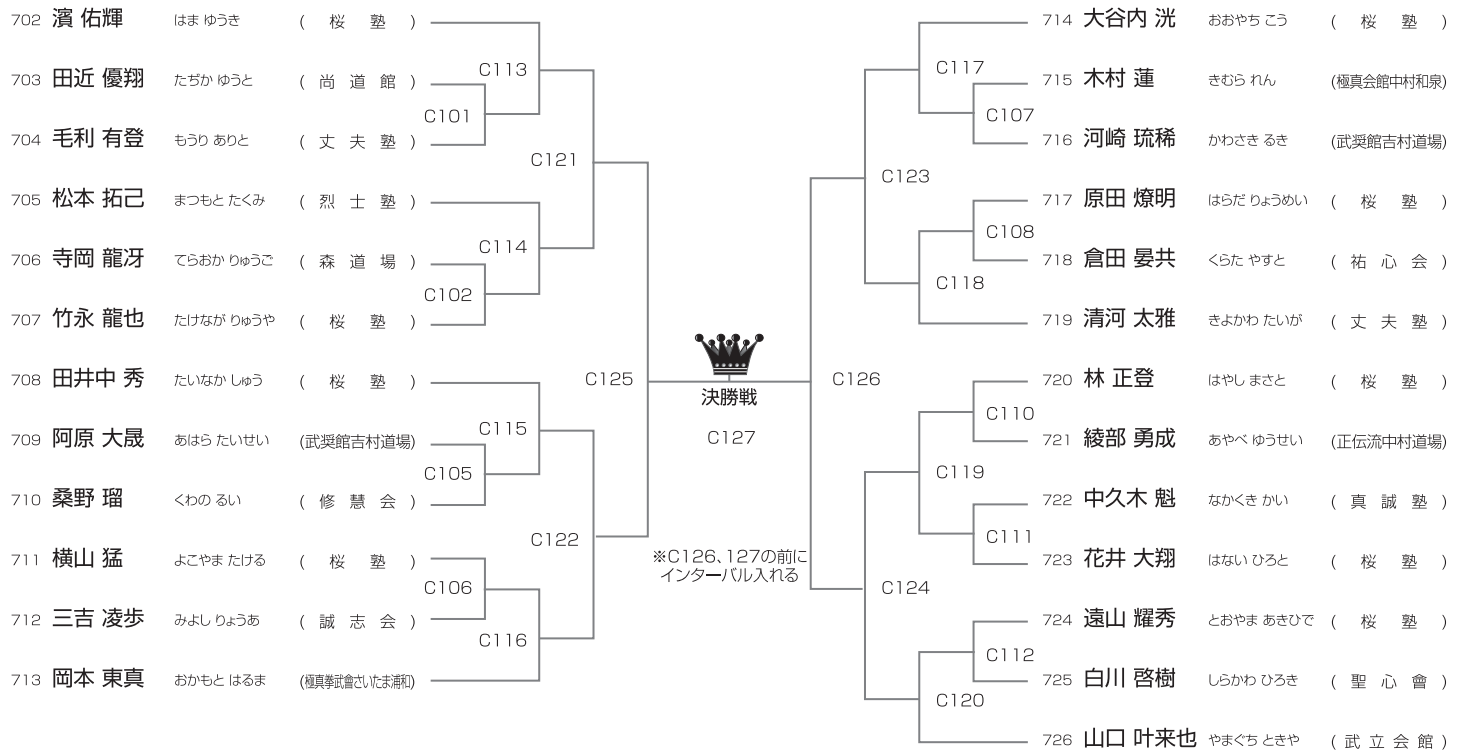 702 濱 佑輝 はま ゆうき ( 桜 塾 )
703 田近 優翔 たぢか ゆうと ( 尚 道 館 )
704 毛利 有登 もうり ありと ( 丈 夫 塾 )
705 松本 拓己 まつもと たくみ ( 烈 士 塾 )
706 寺岡 龍冴 てらおか りゅうご ( 森 道 場 )
707 竹永 龍也 たけなが りゅうや ( 桜 塾 )
708 田井中 秀 たいなか しゅう ( 桜 塾 )
709 阿原 大晟 あはら たいせい (武奨館吉村道場)
710 桑野 瑠 くわの るい ( 修 慧 会 )
711 横山 猛 よこやま たける ( 桜 塾 )
712 三吉 凌歩 みよし りょうあ ( 誠 志 会 )
713 岡本 東真 おかもと はるま (極真拳武會さいたま浦和)
C101
C102
C105
C106
C113
C114
C115
C116
C121
C122
C125
決勝戦
C127
※C126、127の前に
インターバル入れる
C126
C123
C124
C117
C118
C119
C120
C107
C108
C110
C111
C112
714 大谷内 洸 おおやち こう ( 桜 塾 )
715 木村 蓮 きむら れん (極真会館中村和泉)
716 河崎 琉稀 かわさき るき (武奨館吉村道場)
717 原田 燎明 はらだ りょうめい ( 桜 塾 )
718 倉田 晏共 くらた やすと ( 祐 心 会 )
719 清河 太雅 きよかわ たいが ( 丈 夫 塾 )
720 林 正登 はやし まさと ( 桜 塾 )
721 綾部 勇成 あやべ ゆうせい (正伝流中村道場)
722 中久木 魁 なかくき かい ( 真 誠 塾 )
723 花井 大翔 はない ひろと ( 桜 塾 )
724 遠山 耀秀 とおやま あきひで ( 桜 塾 )
725 白川 啓樹 しらかわ ひろき ( 聖 心 會 )
726 山口 叶来也 やまぐち ときや ( 武 立 会 館 )